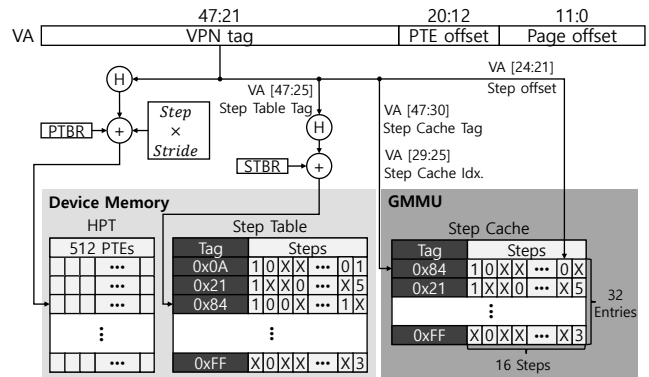 47:21 20:12 11:0
VA VPN tag PTE offset Page offset
H
VA [47:25]
Step Table Tag
VA [24:21]
Step offset
VA [47:30]
Step Cache Tag
VA [29:25]
Step Cache Idx.
PTBR + Step × Stride
H
STBR +
Device Memory
HPT
512 PTEs
•••
•••
•••
⋮
•••
Step Table
Tag Steps
0x0A 1 0 X X ••• 0 1
0x21 1 X X 0 ••• X 5
0x84 1 0 0 X ••• 1 X
⋮
0xFF X 0 X X ••• X 3
GMMU
Step Cache
Tag Steps
0x84 1 0 X X ••• 0 X
0x21 1 X X 0 ••• X 5
⋮
0xFF X 0 X X ••• X 3
32
Entries
16 Steps